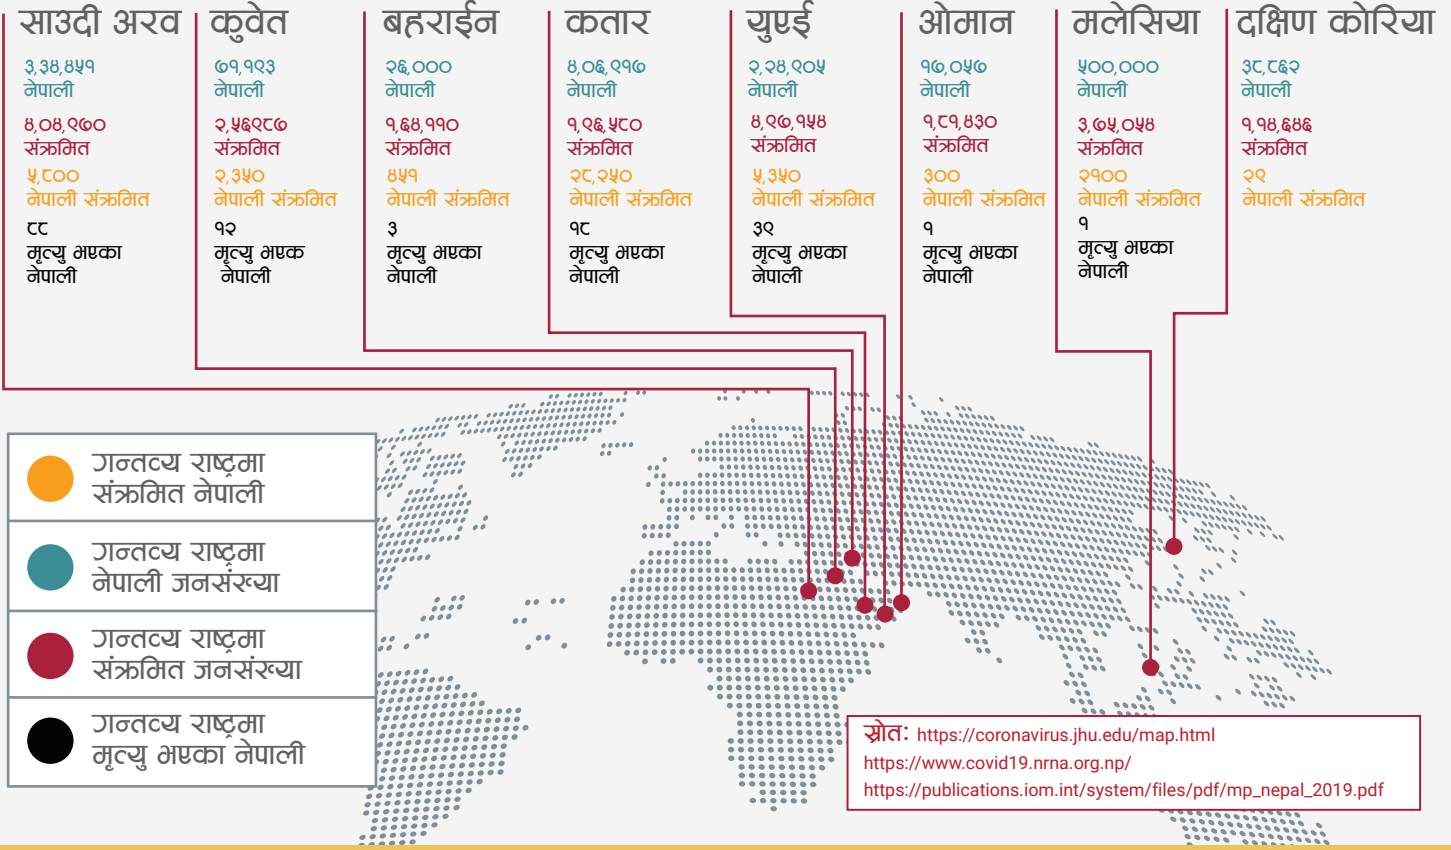 साउदी अरव
३,३४,४५१
नेपाली
४,०४,९७०
संक्रमित
५,८००
नेपाली संक्रमित
८८
मृत्यु भएका
नेपाली
कुवेत
७१,१९३
नेपाली
२,५६९८७
संक्रमित
२,३५०
नेपाली संक्रमित
१२
मृत्यु भएक
नेपाली
बहराईन
२६,०००
नेपाली
१,६४,११०
संक्रमित
४५१
नेपाली संक्रमित
३
मृत्यु भएका
नेपाली
कतार
४,०६,९१७
नेपाली
१,९६,५८०
संक्रमित
२८,२५०
नेपाली संक्रमित
१८
मृत्यु भएका
नेपाली
युएई
२,२४,९०५
नेपाली
४,९७,१५४
संक्रमित
५,३५०
नेपाली संक्रमित
३९
मृत्यु भएका
नेपाली
ओमान
१७,०५७
नेपाली
१,८१,४३०
संक्रमित
३००
नेपाली संक्रमित
१
मृत्यु भएका
नेपाली
मलेसिया
५००,०००
नेपाली
३,७५,०५४
संक्रमित
२१००
नेपाली संक्रमित
१
मृत्यु भएका
नेपाली
दक्षिण कोरिया
३८,८६२
नेपाली
१,१४,६४६
संक्रमित
२९
नेपाली संक्रमित
गन्तव्य राष्ट्रमा
संक्रमित नेपाली
गन्तव्य राष्ट्रमा
नेपाली जनसंख्या
गन्तव्य राष्ट्रमा
संक्रमित जनसंख्या
गन्तव्य राष्ट्रमा
मृत्यु भएका नेपाली
स्रोत: https://coronavirus.jhu.edu/map.html
https://www.covid19.nrna.org.np/
https://publications.iom.int/system/files/pdf/mp_nepal_2019.pdf